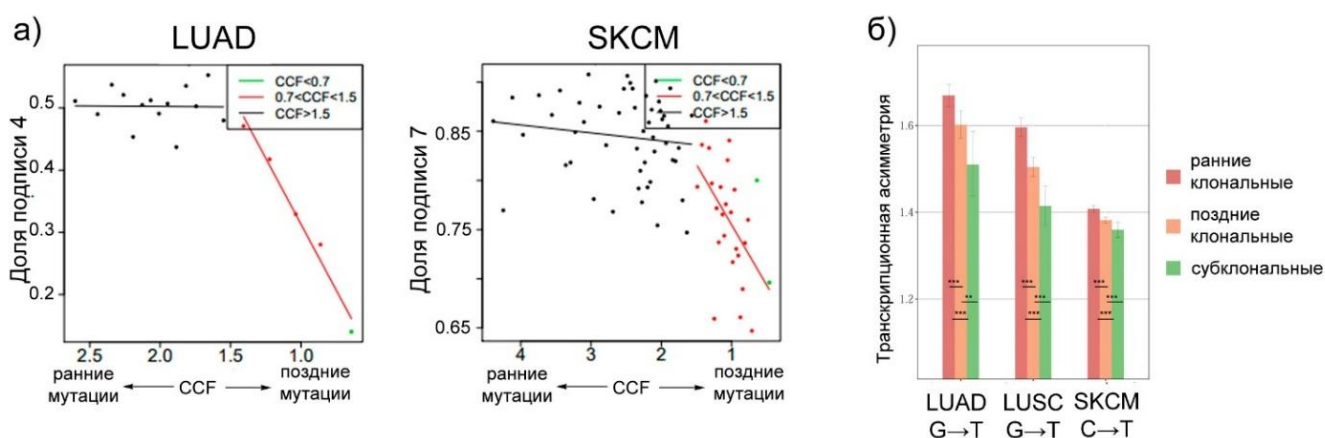 а)
LUAD
Доля подписи 4
0.5
0.4
0.3
0.2
CCF<0.7
0.7<CCF<1.5
CCF>1.5
2.5
2.0
1.5
1.0
ранние
мутации
CCF
поздние
мутации
SKCM
Доля подписи 7
0.85
0.75
0.65
CCF<0.7
0.7<CCF<1.5
CCF>1.5
4
3
2
1
ранние
мутации
CCF
поздние
мутации
б)
Транскрипционная асиметрия
1.6
1.4
1.2
***
**
***
***
***
***
***
***
***
LUAD
G→T
LUSC
G→T
SKCM
C→T
ранние
клональные
поздние
клональные
субклональные